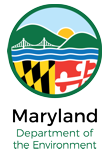 Maryland
Department of
the Environment